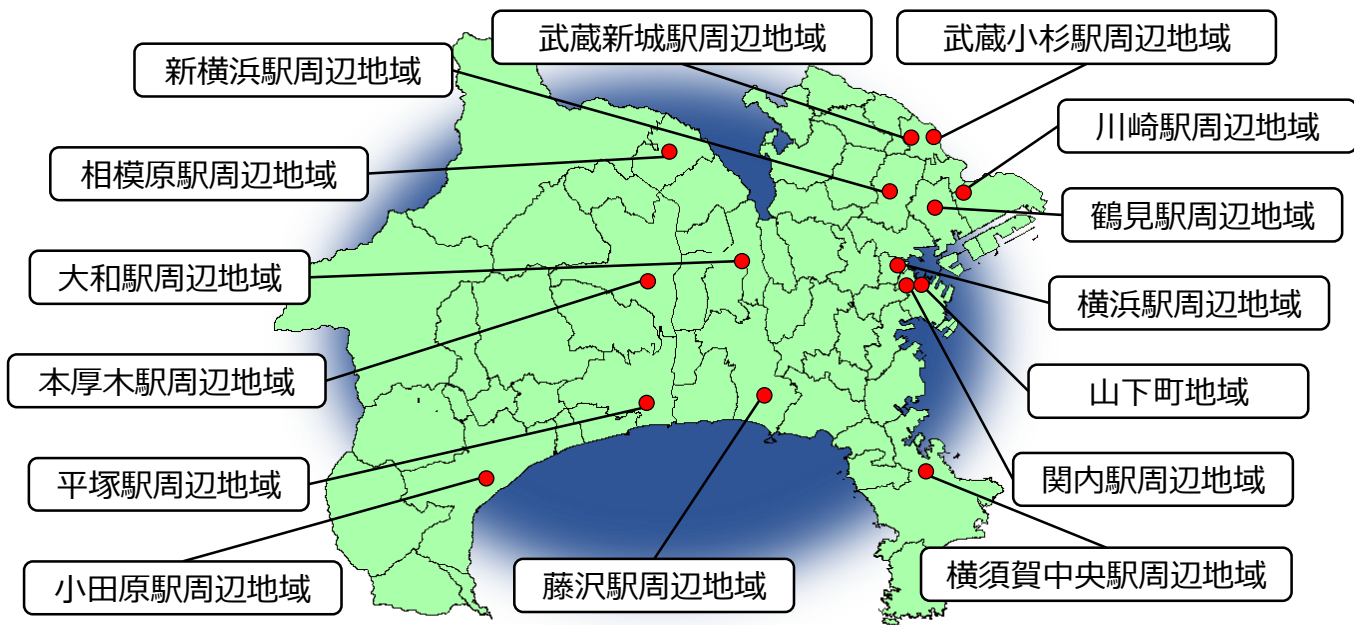 武蔵新城駅周辺地域
武蔵小杉駅周辺地域
新横浜駅周辺地域
川崎駅周辺地域
相模原駅周辺地域
鶴見駅周辺地域
大和駅周辺地域
横浜駅周辺地域
本厚木駅周辺地域
山下町地域
平塚駅周辺地域
関内駅周辺地域
小田原駅周辺地域
藤沢駅周辺地域
横須賀中央駅周辺地域